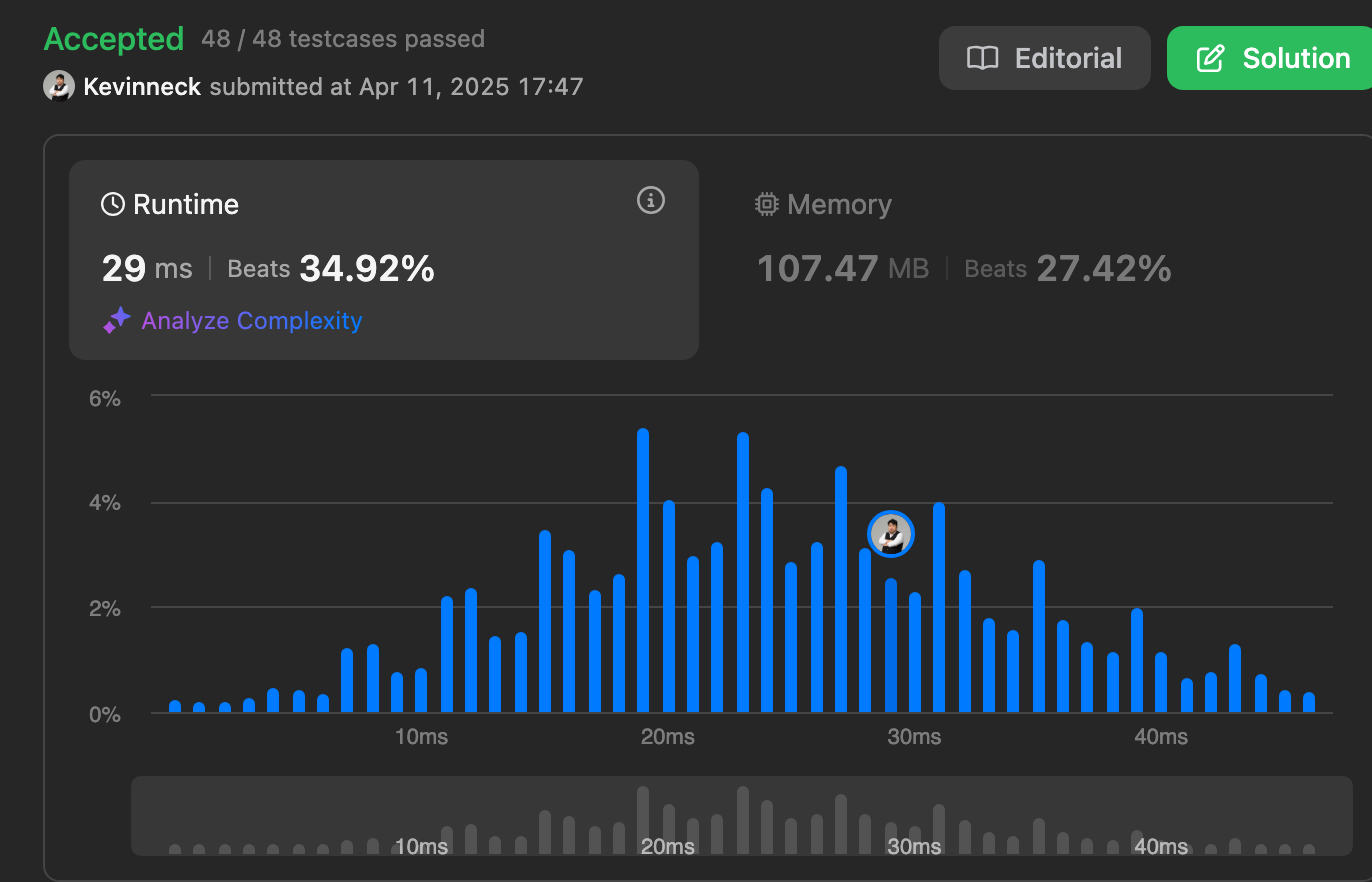 Accepted 48 / 48 testcases passed
Editorial
Solution
Kevinneck submitted at Apr 11, 2025 17:47
Runtime
29 ms | Beats 34.92%
Analyze Complexity
Memory
107.47 MB | Beats 27.42%
6%
4%
2%
0%
10ms 20ms 30ms 40ms
10ms 20ms 30ms 40ms